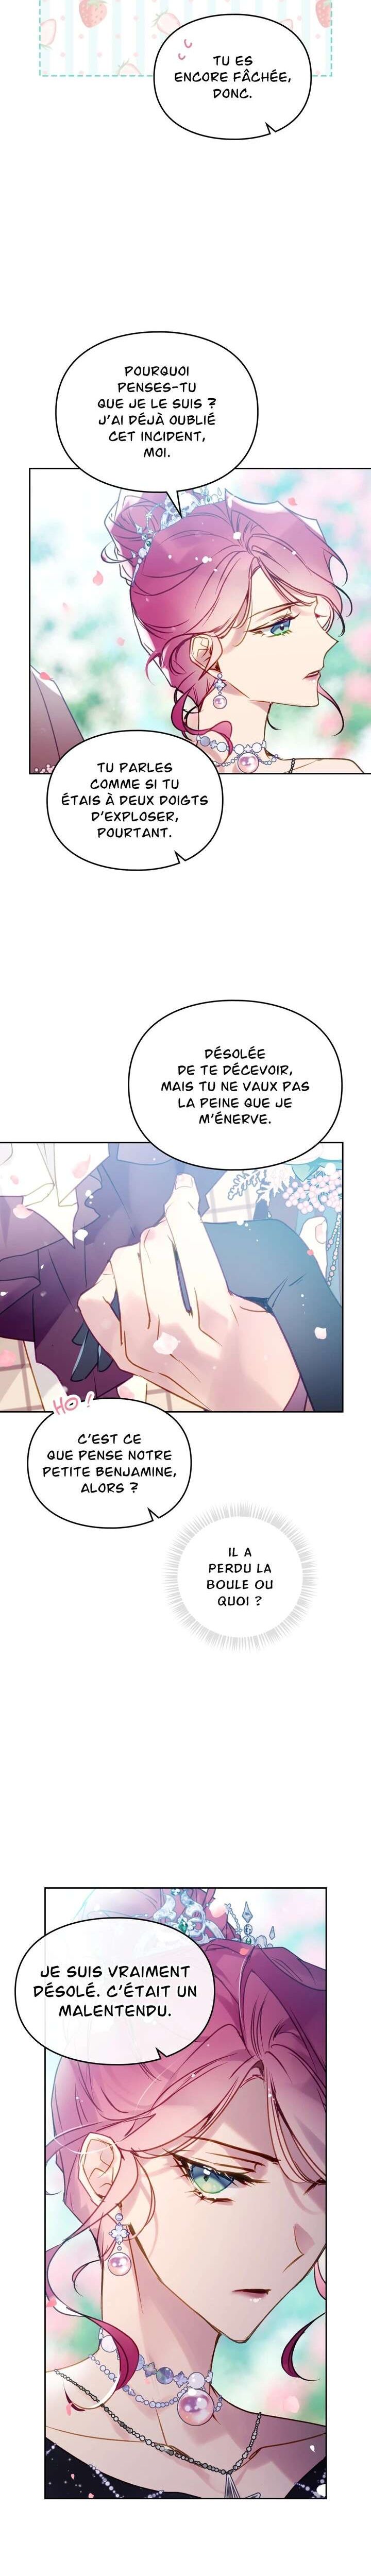 TU ES
ENCORE FÂCHÉE,
DONC.
POURQUOI
PENSES-TU
QUE JE LE SUIS ?
J'AI DÉJÀ OUBLIÉ
CET INCIDENT,
MOI.
TU PARLES
COMME SI TU
ÉTAIS À DEUX DOIGTS
D'EXPLOSER,
POURTANT.
DÉSOLÉE
DE TE DÉCEVOIR,
MAIS TU NE VAUX PAS
LA PEINE QUE JE
M'ÉNERVE.
HO !
C'EST CE
QUE PENSE NOTRE
PETITE BENJAMINE,
ALORS ?
IL A
PERDU LA
BOULE OU
QUOI ?
JE SUIS VRAIMENT
DÉSOLÉ. C'ÉTAIT UN
MALENTENDU.